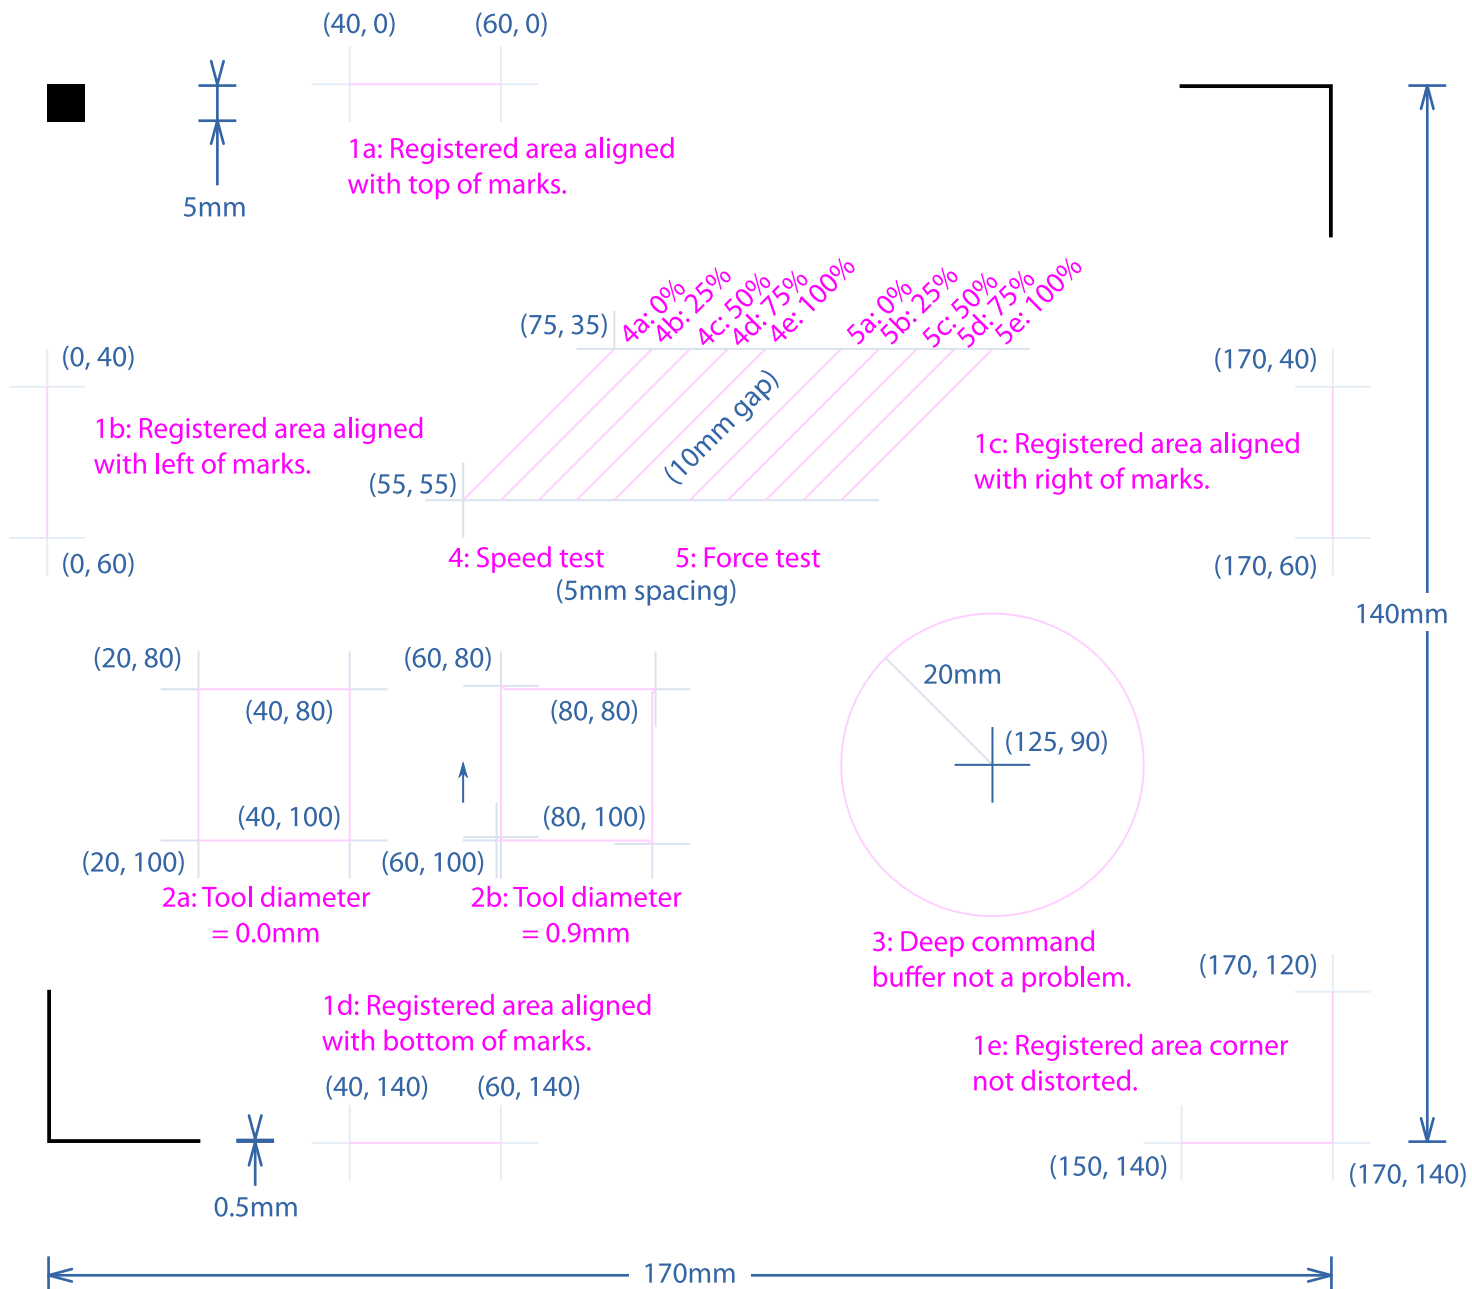 (40, 0)
(60, 0)
1a: Registered area aligned
with top of marks.
5mm
4a: 0%
4b: 25%
4c: 50%
4d: 75%
4e: 100%
5a: 0%
5b: 25%
5c: 50%
5d: 75%
5e: 100%
(75, 35)
(0, 40)
(170, 40)
(10mm gap)
1b: Registered area aligned
with left of marks.
1c: Registered area aligned
with right of marks.
(55, 55)
(0, 60)
4: Speed test
5: Force test
(170, 60)
(5mm spacing)
140mm
(20, 80)
(60, 80)
20mm
(40, 80)
(80, 80)
(125, 90)
(40, 100)
(80, 100)
(20, 100)
(60, 100)
2a: Tool diameter
= 0.0mm
2b: Tool diameter
= 0.9mm
3: Deep command
buffer not a problem.
(170, 120)
1d: Registered area aligned
with bottom of marks.
1e: Registered area corner
not distorted.
(40, 140)
(60, 140)
(150, 140)
(170, 140)
0.5mm
170mm